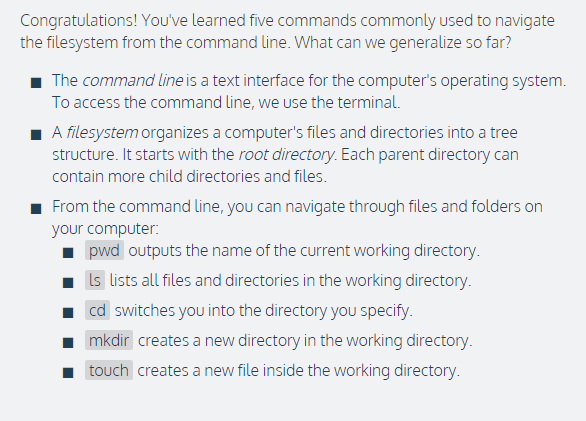 Congratulations! You've learned five commands commonly used to navigate
the filesystem from the command line. What can we generalize so far?
The command line is a text interface for the computer's operating system.
To access the command line, we use the terminal.
A filesystem organizes a computer's files and directories into a tree
structure. It starts with the root directory. Each parent directory can
contain more child directories and files.
From the command line, you can navigate through files and folders on
your computer:
pwd outputs the name of the current working directory.
ls lists all files and directories in the working directory.
cd switches you into the directory you specify.
mkdir creates a new directory in the working directory.
touch creates a new file inside the working directory.